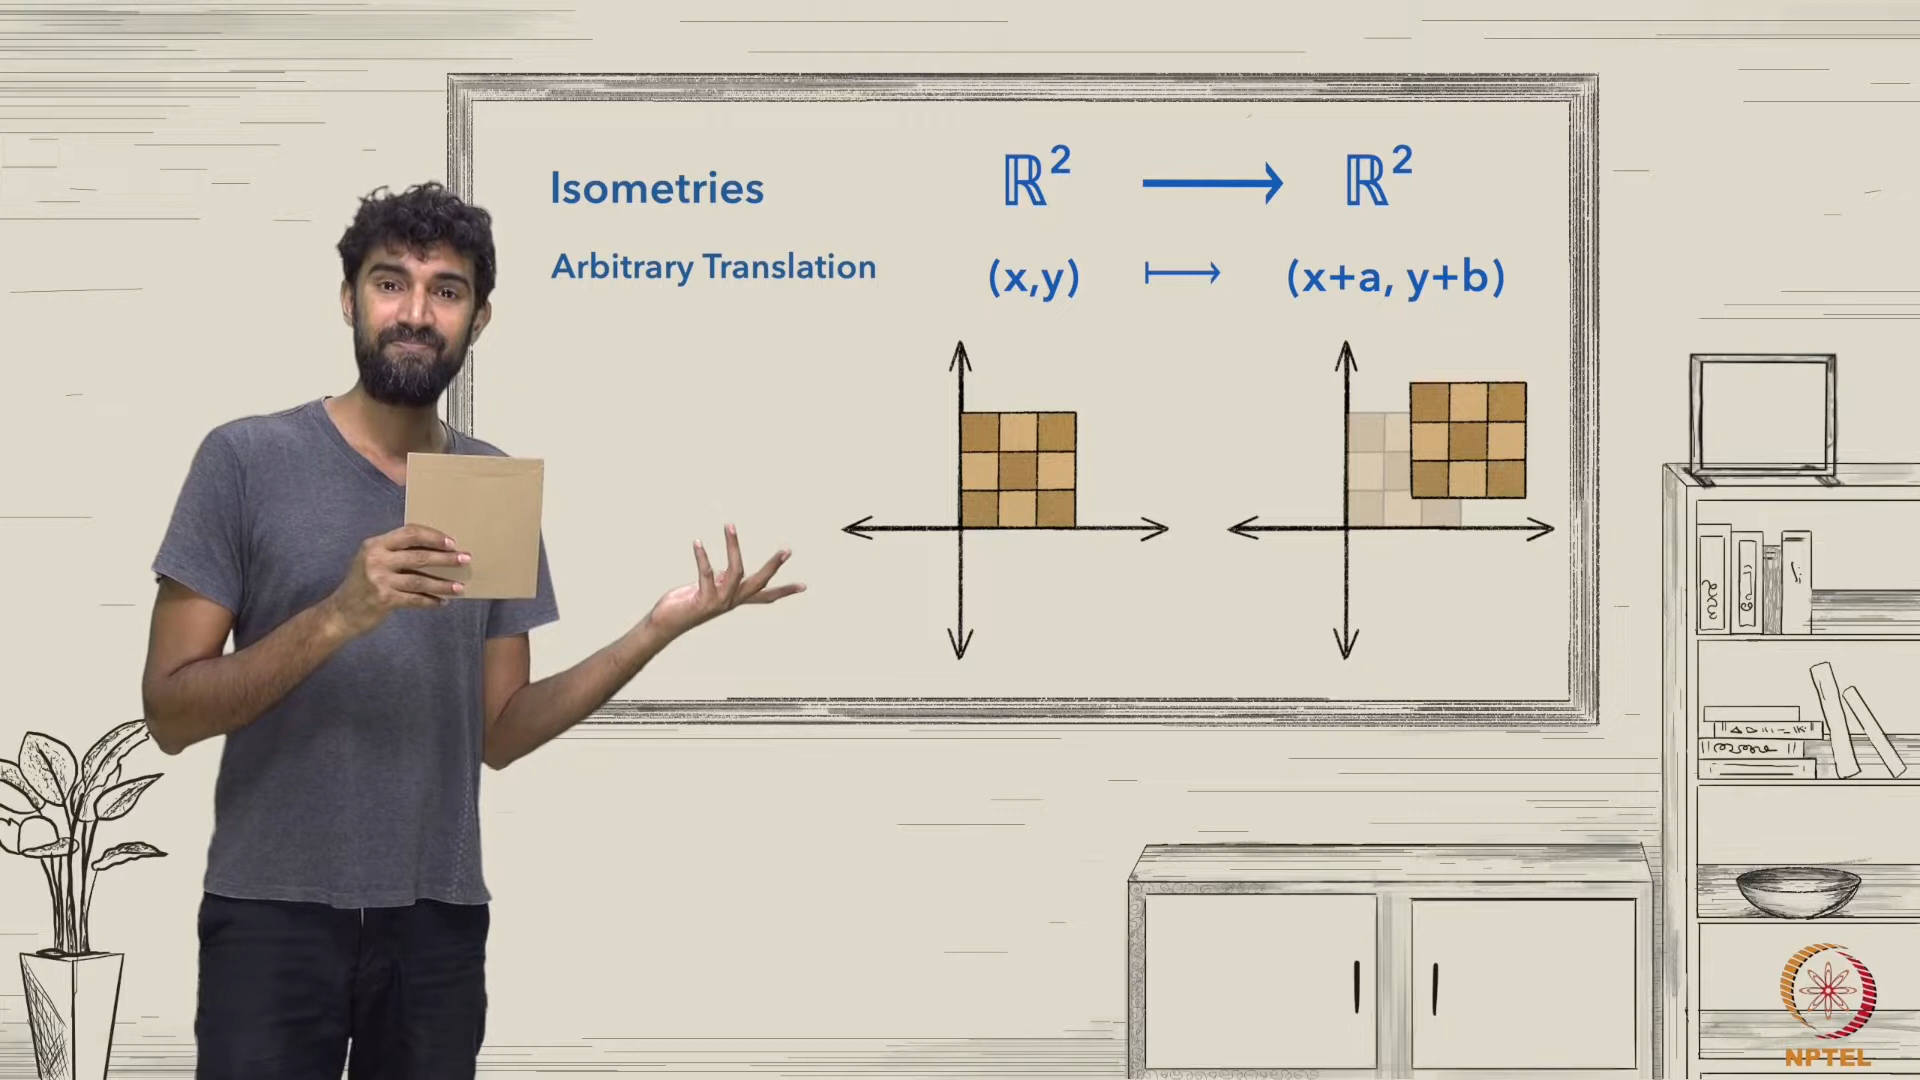 Isometries
ℝ² ⟶ ℝ²
Arbitrary Translation
(x,y) ⟼ (x+a, y+b)
NPTEL